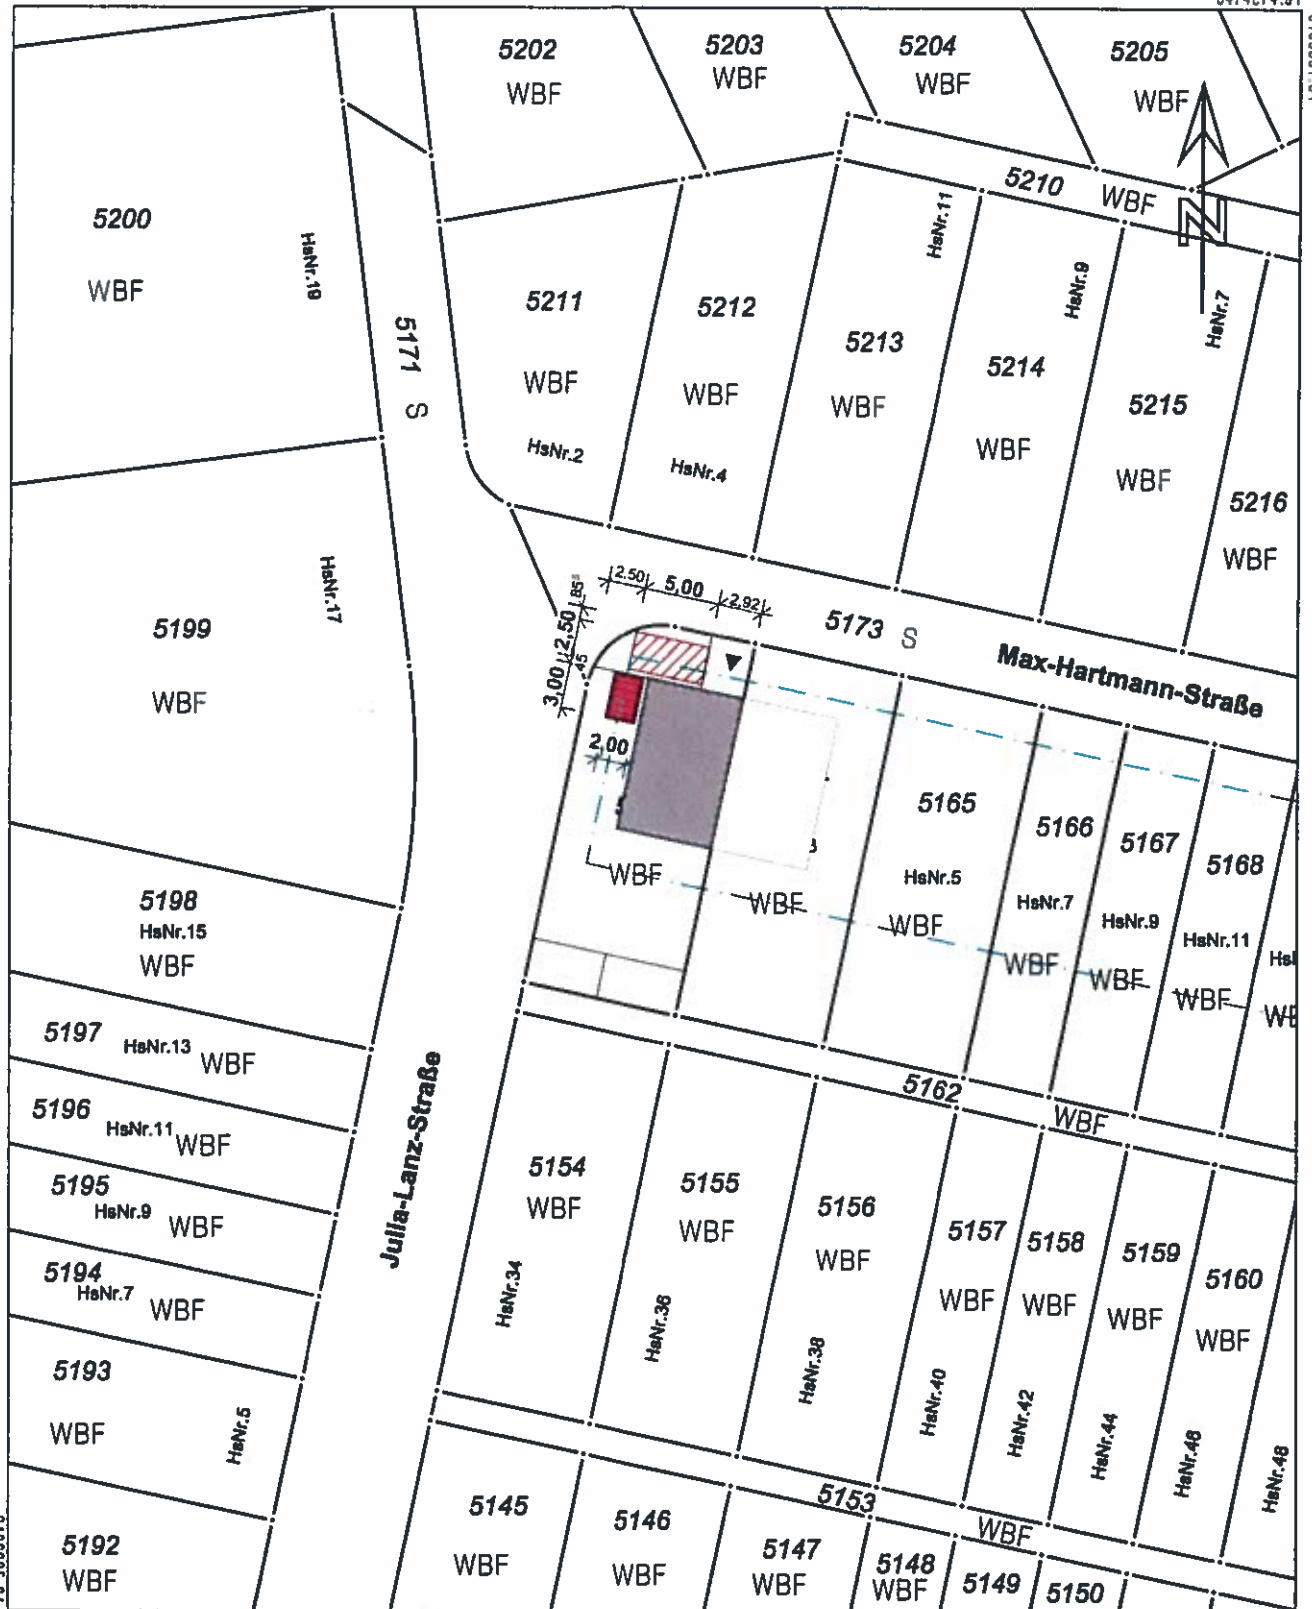 5202
WBF
5203
WBF
5204
WBF
5205
WBF
5210
WBF
N
5200
WBF
HsNr.19
5171 S
5211
WBF
HsNr.2
5212
WBF
HsNr.4
HsNr.11
5213
WBF
HsNr.9
5214
WBF
HsNr.7
5215
WBF
5216
WBF
HsNr.17
5199
WBF
2.50
5,00
2,92
85
2,50
45
3,00
2,00
5173 S
Max-Hartmann-Straße
WBF
WBF
5165
HsNr.5
WBF
5166
HsNr.7
WBF
5167
HsNr.9
WBF
5168
HsNr.11
WBF
5198
HsNr.15
WBF
5197
HsNr.13
WBF
5196
HsNr.11
WBF
5195
HsNr.9
WBF
5194
HsNr.7
WBF
5193
WBF
HsNr.5
5192
WBF
Julia-Lanz-Straße
5162
WBF
5154
WBF
HsNr.34
5155
WBF
HsNr.36
5156
WBF
HsNr.38
5157
WBF
HsNr.40
5158
WBF
HsNr.42
5159
WBF
HsNr.44
5160
WBF
HsNr.46
HsNr.48
5153
WBF
5145
WBF
5146
WBF
5147
WBF
5148
WBF
5149
5150